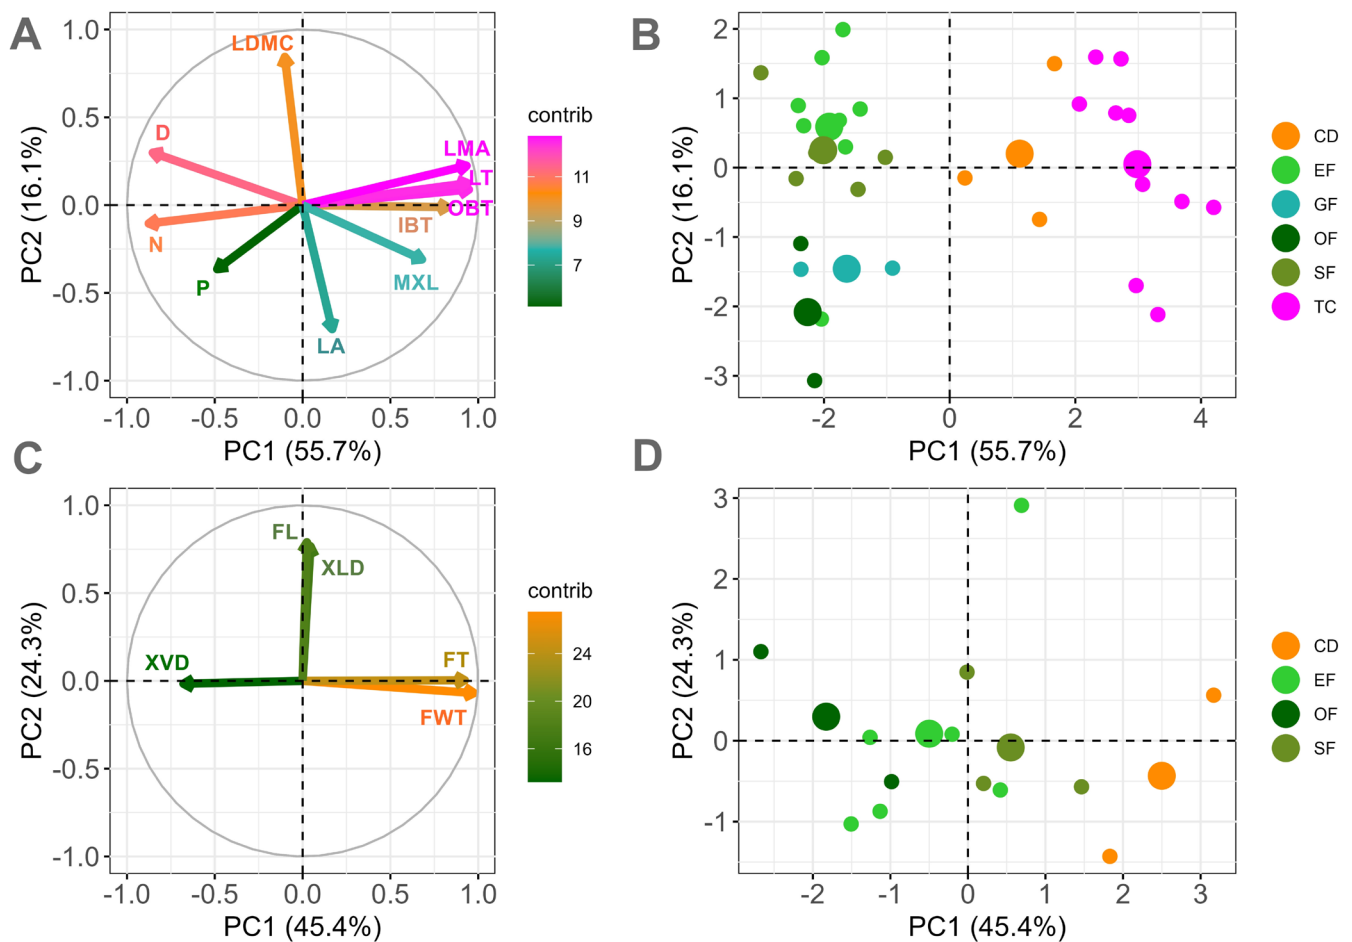 A
PC2 (16.1%)
1.0
0.5
0.0
-0.5
-1.0
LDMC
D
LMA
LT
OBT
IBT
N
P
MXL
LA
-1.0 -0.5 0.0 0.5 1.0
PC1 (55.7%)
contrib
11
9
7
B
PC2 (16.1%)
2
1
0
-1
-2
-3
-2 0 2 4
PC1 (55.7%)
CD
EF
GF
OF
SF
TC
C
PC2 (24.3%)
1.0
0.5
0.0
-0.5
-1.0
FL
XLD
XVD
FT
FWT
-1.0 -0.5 0.0 0.5 1.0
PC1 (45.4%)
contrib
24
20
16
D
PC2 (24.3%)
3
2
1
0
-1
-2 -1 0 1 2 3
PC1 (45.4%)
CD
EF
OF
SF